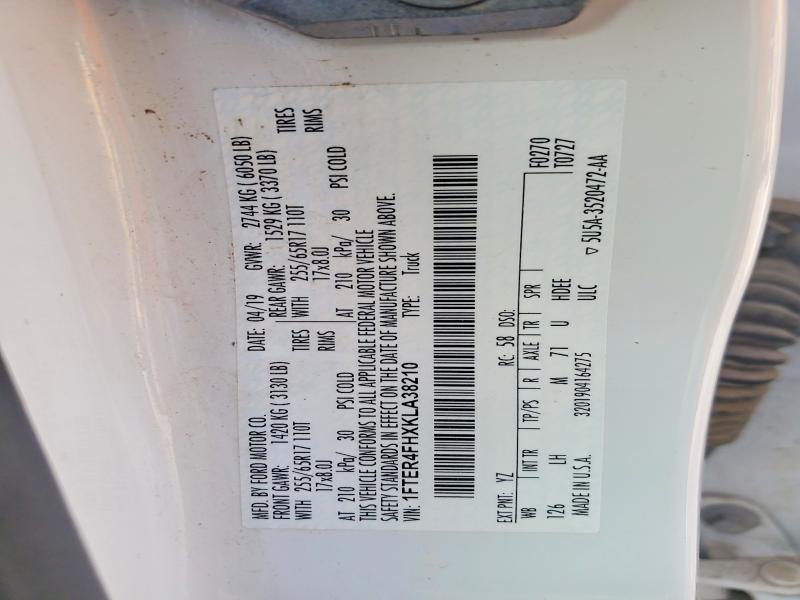 MFD. BY FORD MOTOR CO.
DATE: 04/19 GVWR: 2744 KG ( 6050 LB)
FRONT GAWR: 1420 KG ( 3130 LB) REAR GAWR: 1529 KG ( 3370 LB)
WITH 255/65R17 110T TIRES WITH 255/65R17 110T TIRES
17x8.0J RIMS 17x8.0J RIMS
AT 210 kPa/ 30 PSI COLD AT 210 kPa/ 30 PSI COLD
THIS VEHICLE CONFORMS TO ALL APPLICABLE FEDERAL MOTOR VEHICLE
SAFETY STANDARDS IN EFFECT ON THE DATE OF MANUFACTURE SHOWN ABOVE.
VIN: 1FTER4FHXKLA38210 TYPE: Truck
EXT PNT: YZ RC: 58 DSO: F0270
WB INT TR TP/PS R AXLE TR SPR T0727
126 LH M 71 U HDEE
MADE IN U.S.A. 3201904164275 ULC ▽ 5U5A-3520472-AA